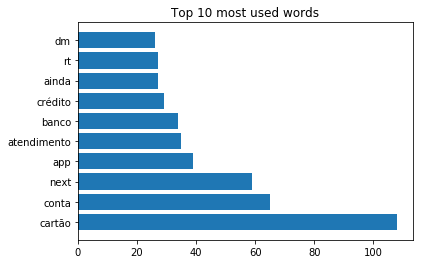 Top 10 most used words
dm
rt
ainda
crédito
banco
atendimento
app
next
conta
cartão
0 20 40 60 80 100